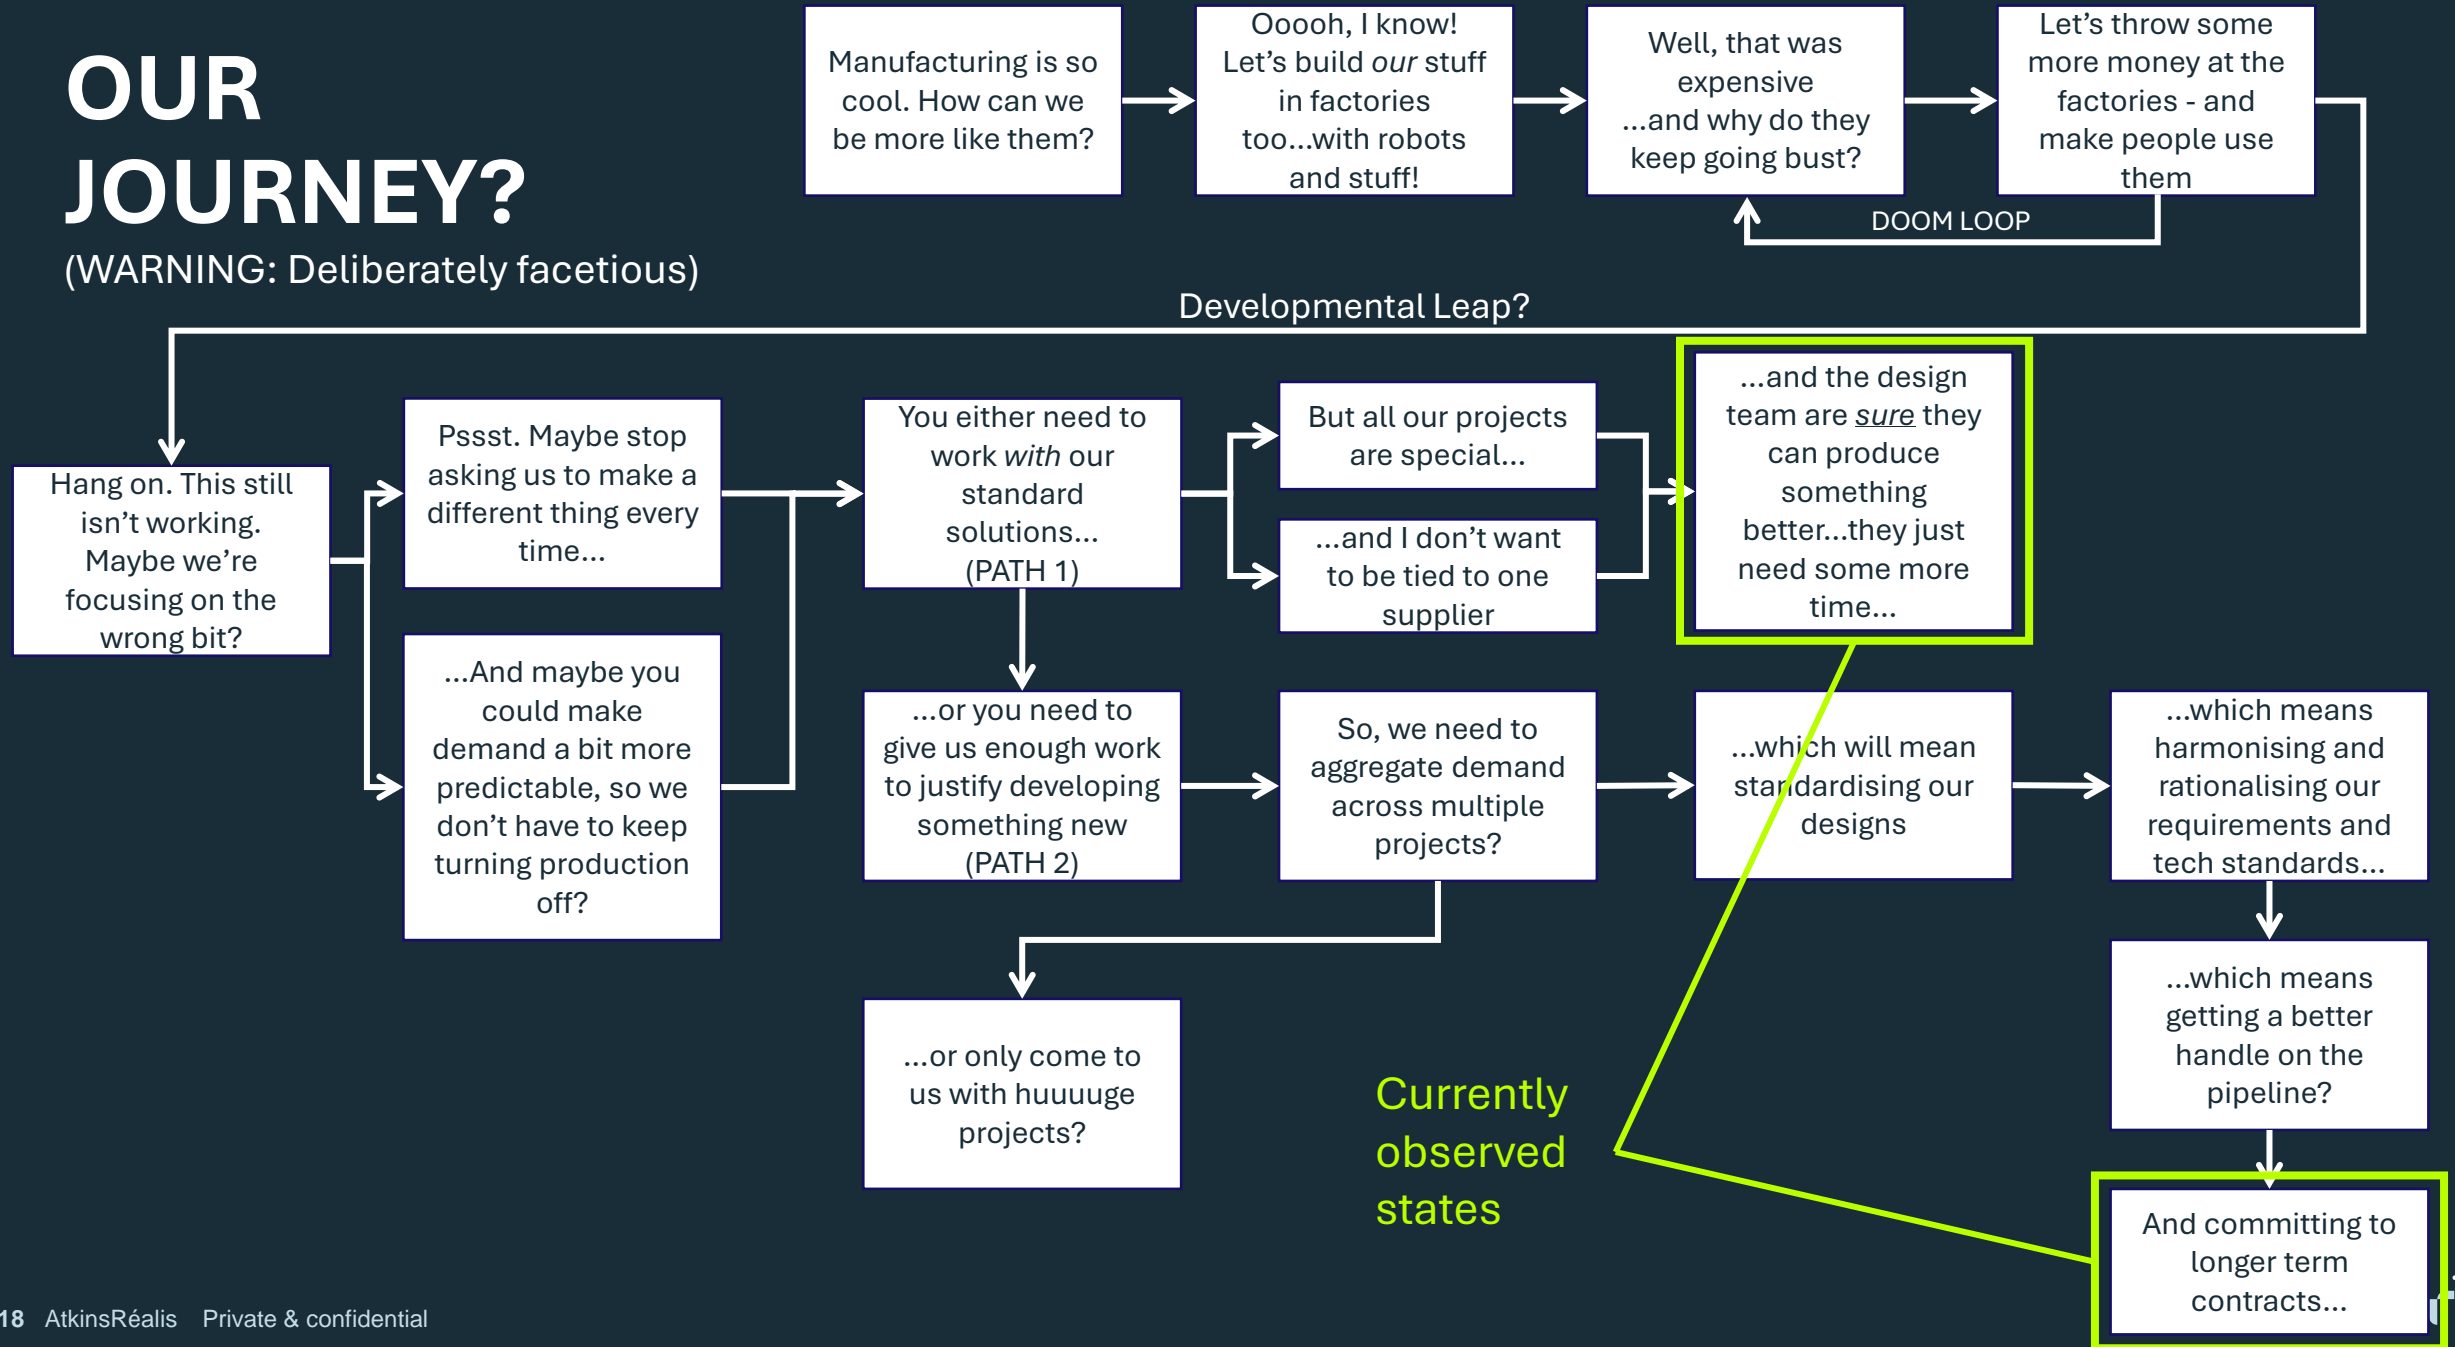 OUR
JOURNEY?
(WARNING: Deliberately facetious)
Manufacturing is so
cool. How can we
be more like them?
Ooooh, I know!
Let’s build our stuff
in factories
too…with robots
and stuff!
Well, that was
expensive
…and why do they
keep going bust?
Let’s throw some
more money at the
factories - and
make people use
them
DOOM LOOP
Developmental Leap?
Hang on. This still
isn’t working.
Maybe we’re
focusing on the
wrong bit?
Pssst. Maybe stop
asking us to make a
different thing every
time…
…And maybe you
could make
demand a bit more
predictable, so we
don’t have to keep
turning production
off?
You either need to
work with our
standard
solutions…
(PATH 1)
But all our projects
are special…
…and I don’t want
to be tied to one
supplier
…and the design
team are sure they
can produce
something
better…they just
need some more
time…
…or you need to
give us enough work
to justify developing
something new
(PATH 2)
So, we need to
aggregate demand
across multiple
projects?
…which will mean
standardising our
designs
…which means
harmonising and
rationalising our
requirements and
tech standards…
…or only come to
us with huuuuge
projects?
…which means
getting a better
handle on the
pipeline?
Currently
observed
states
And committing to
longer term
contracts…
18 AtkinsRéalis Private & confidential